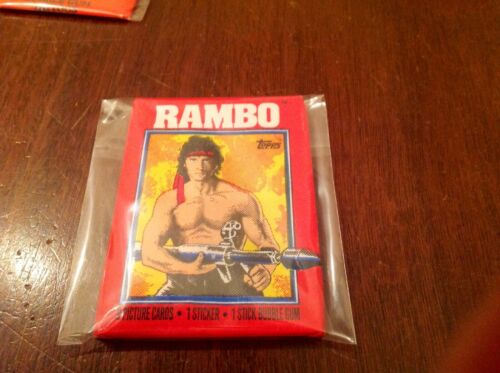 RAMBO
Topps
PICTURE CARDS • 1 STICKER • 1 STICK BUBBLE GUM